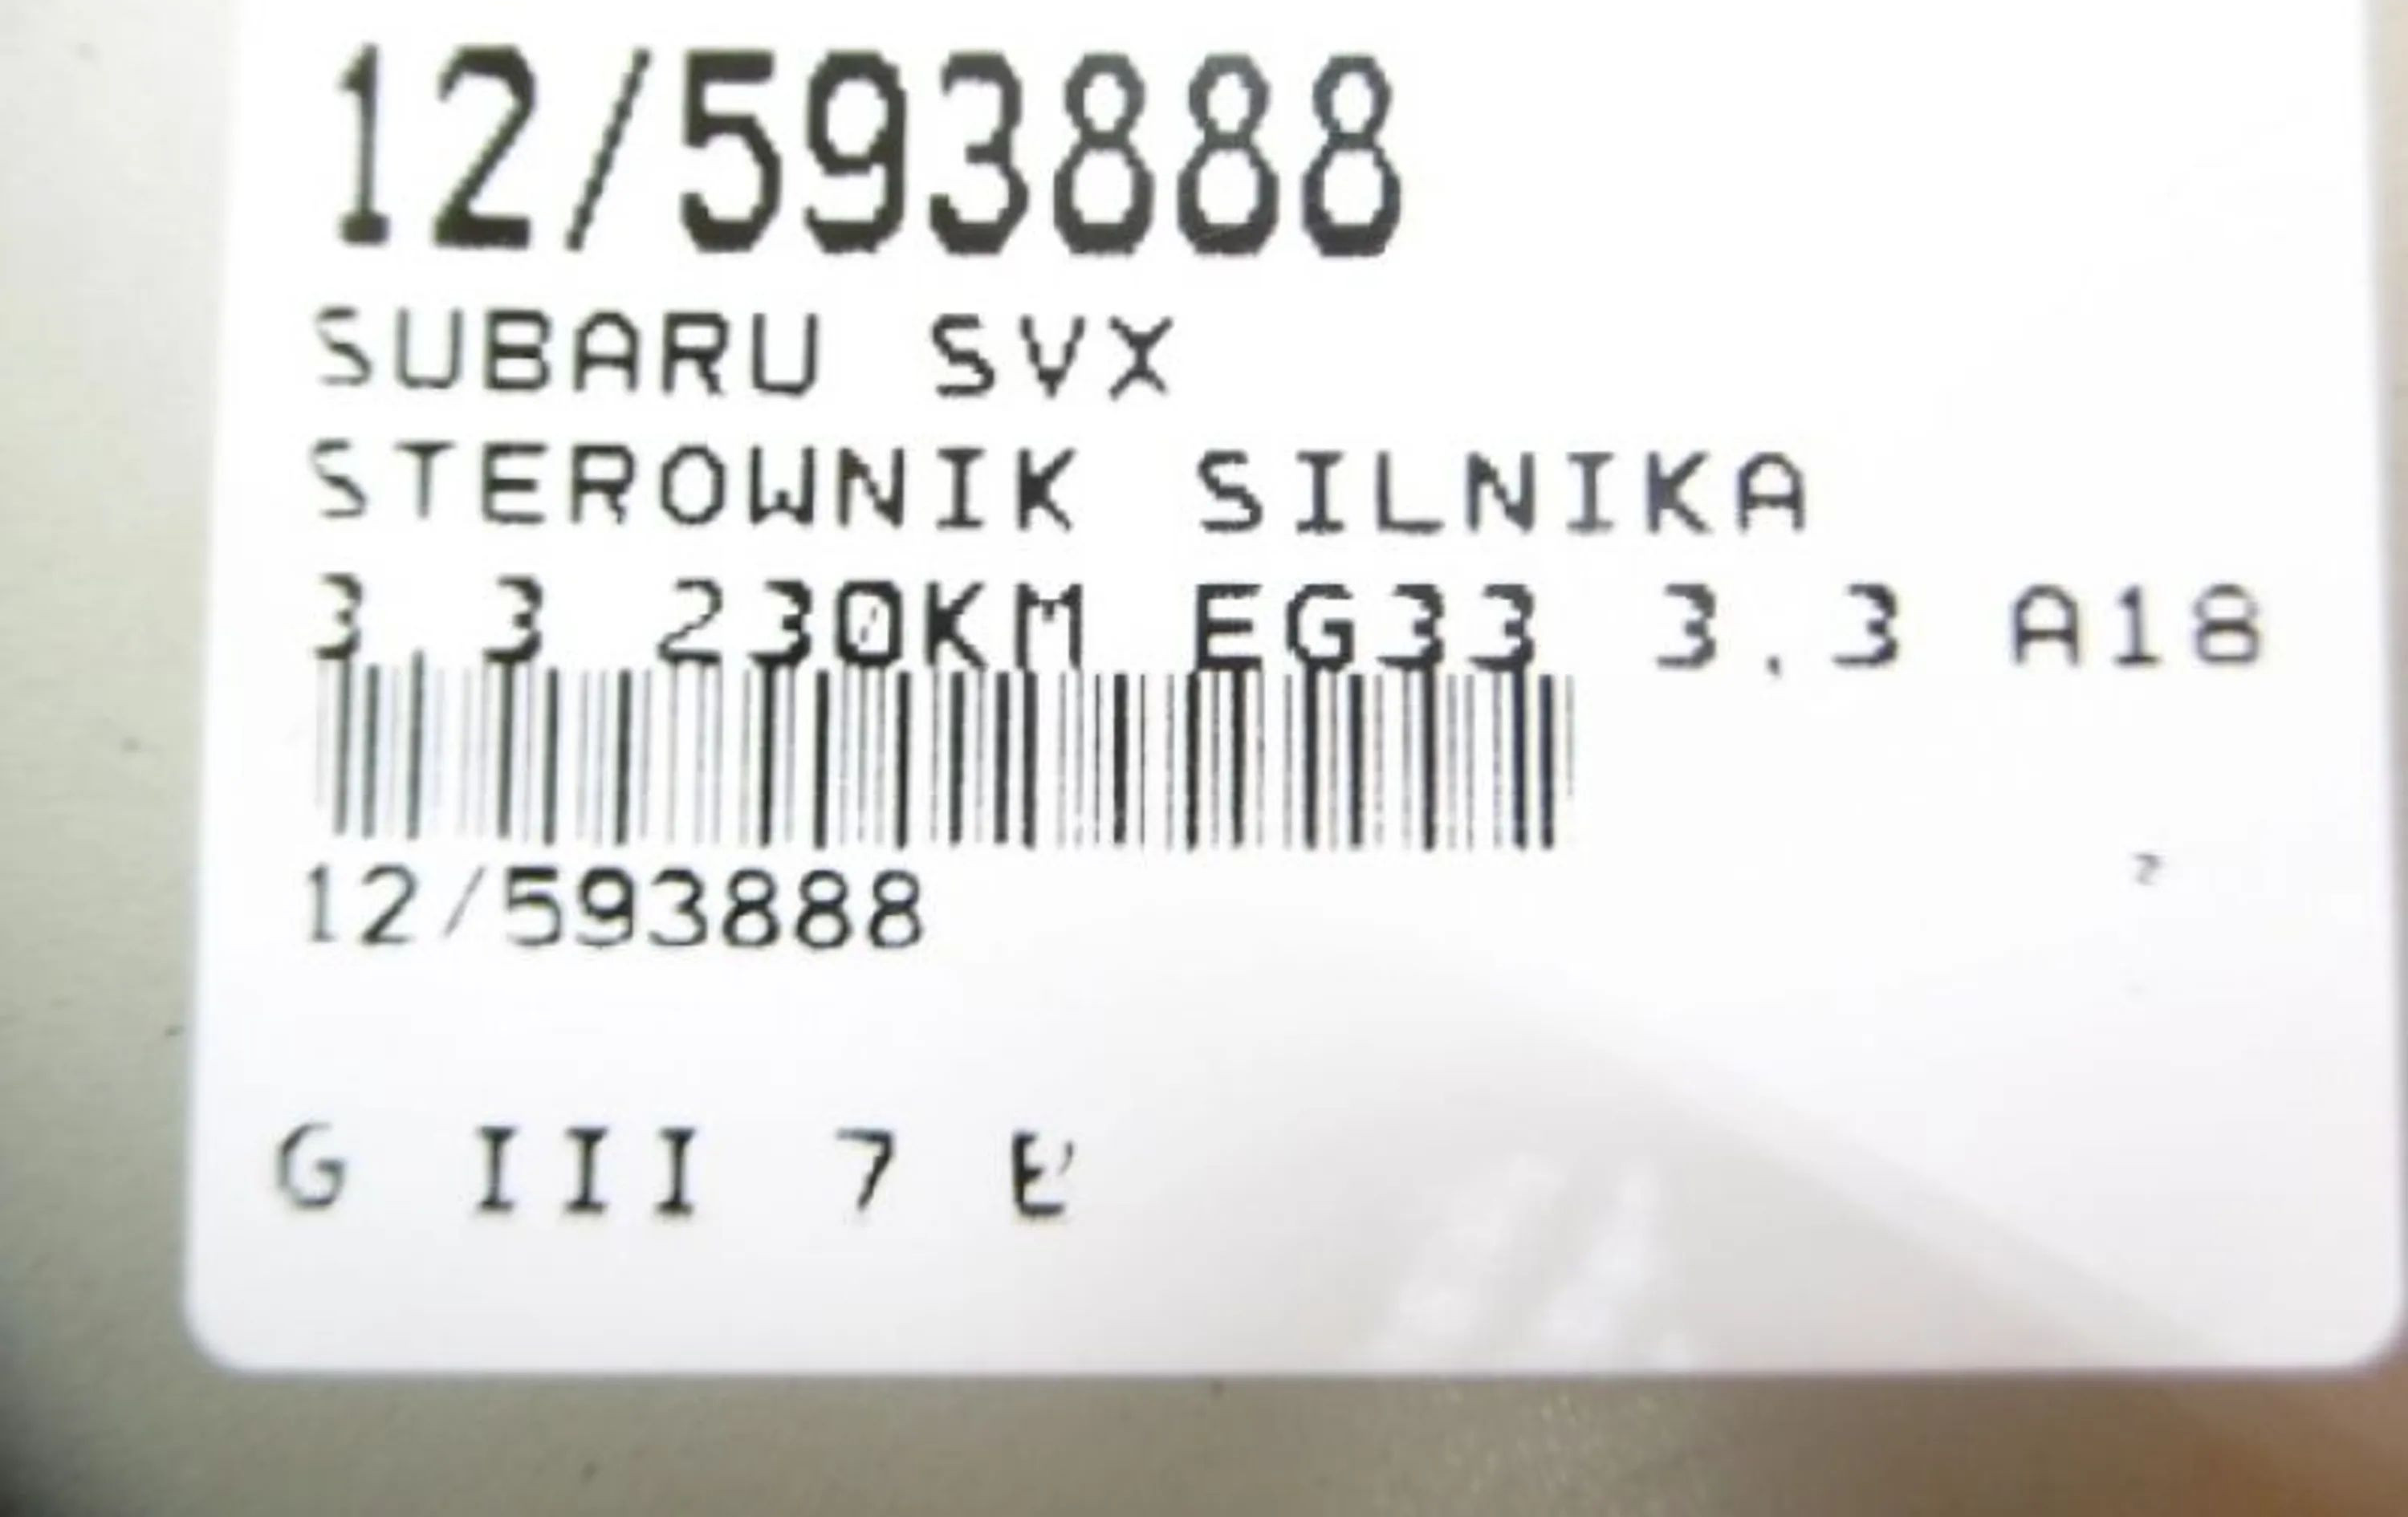 12/593888
SUBARU SVX
STEROWNIK SILNIKA
3.3 230KM EG33 3.3 A18
12/593888
G III 7